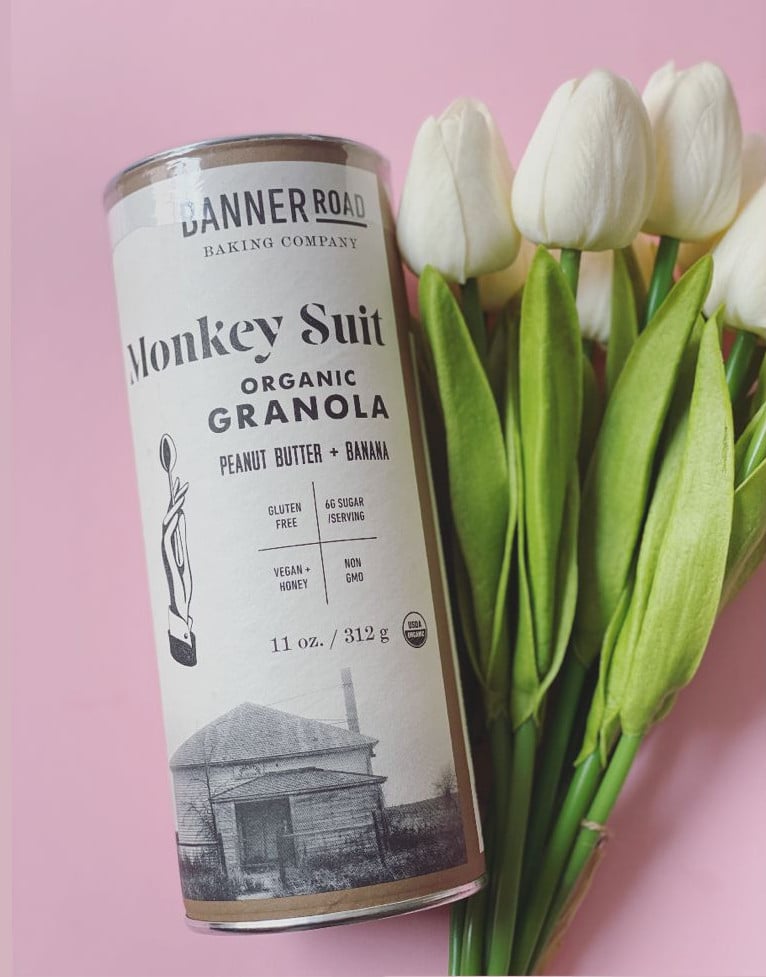 BANNER ROAD
BAKING COMPANY
Monkey Suit
ORGANIC
GRANOLA
PEANUT BUTTER + BANANA
GLUTEN
FREE
6G SUGAR
/SERVING
VEGAN +
HONEY
NON
GMO
11 oz. / 312 g
USDA
ORGANIC